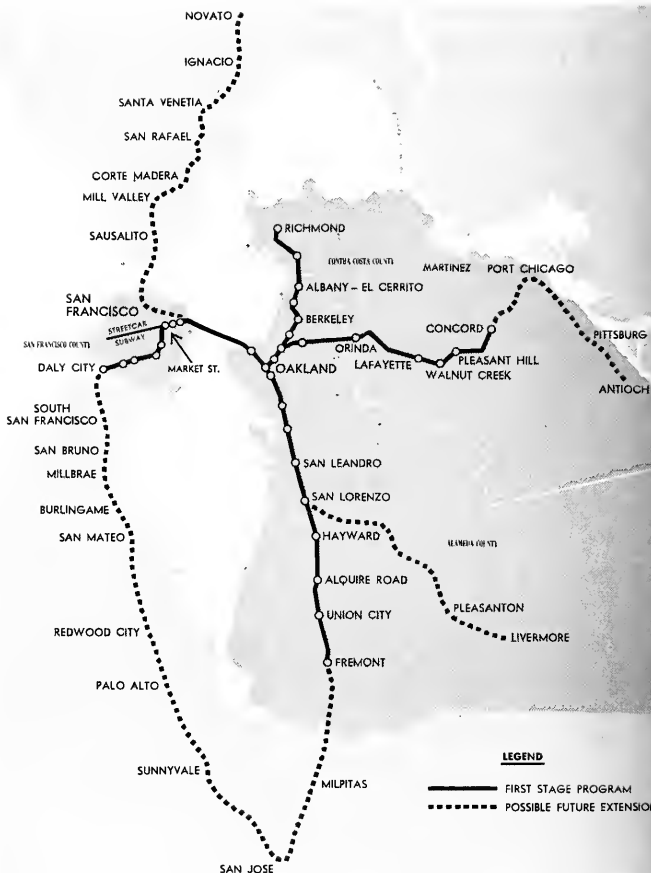 NOVATO
IGNACIO
SANTA VENETIA
SAN RAFAEL
CORTE MADERA
MILL VALLEY
SAUSALITO
RICHMOND
CONTRA COSTA COUNTY
MARTINEZ
PORT CHICAGO
ALBANY – EL CERRITO
SAN
FRANCISCO
BERKELEY
CONCORD
STREETCAR
SUBWAY
PITTSBURG
SAN FRANCISCO COUNTY
ORINDA
LAFAYETTE
PLEASANT HILL
WALNUT CREEK
DALY CITY
MARKET ST.
OAKLAND
ANTIOCH
SOUTH
SAN FRANCISCO
SAN BRUNO
MILLBRAE
SAN LEANDRO
BURLINGAME
SAN LORENZO
SAN MATEO
HAYWARD
ALAMEDA COUNTY
ALQUIRE ROAD
PLEASANTON
UNION CITY
REDWOOD CITY
LIVERMORE
FREMONT
PALO ALTO
SUNNYVALE
MILPITAS
SAN JOSE
LEGEND
FIRST STAGE PROGRAM
POSSIBLE FUTURE EXTENSION